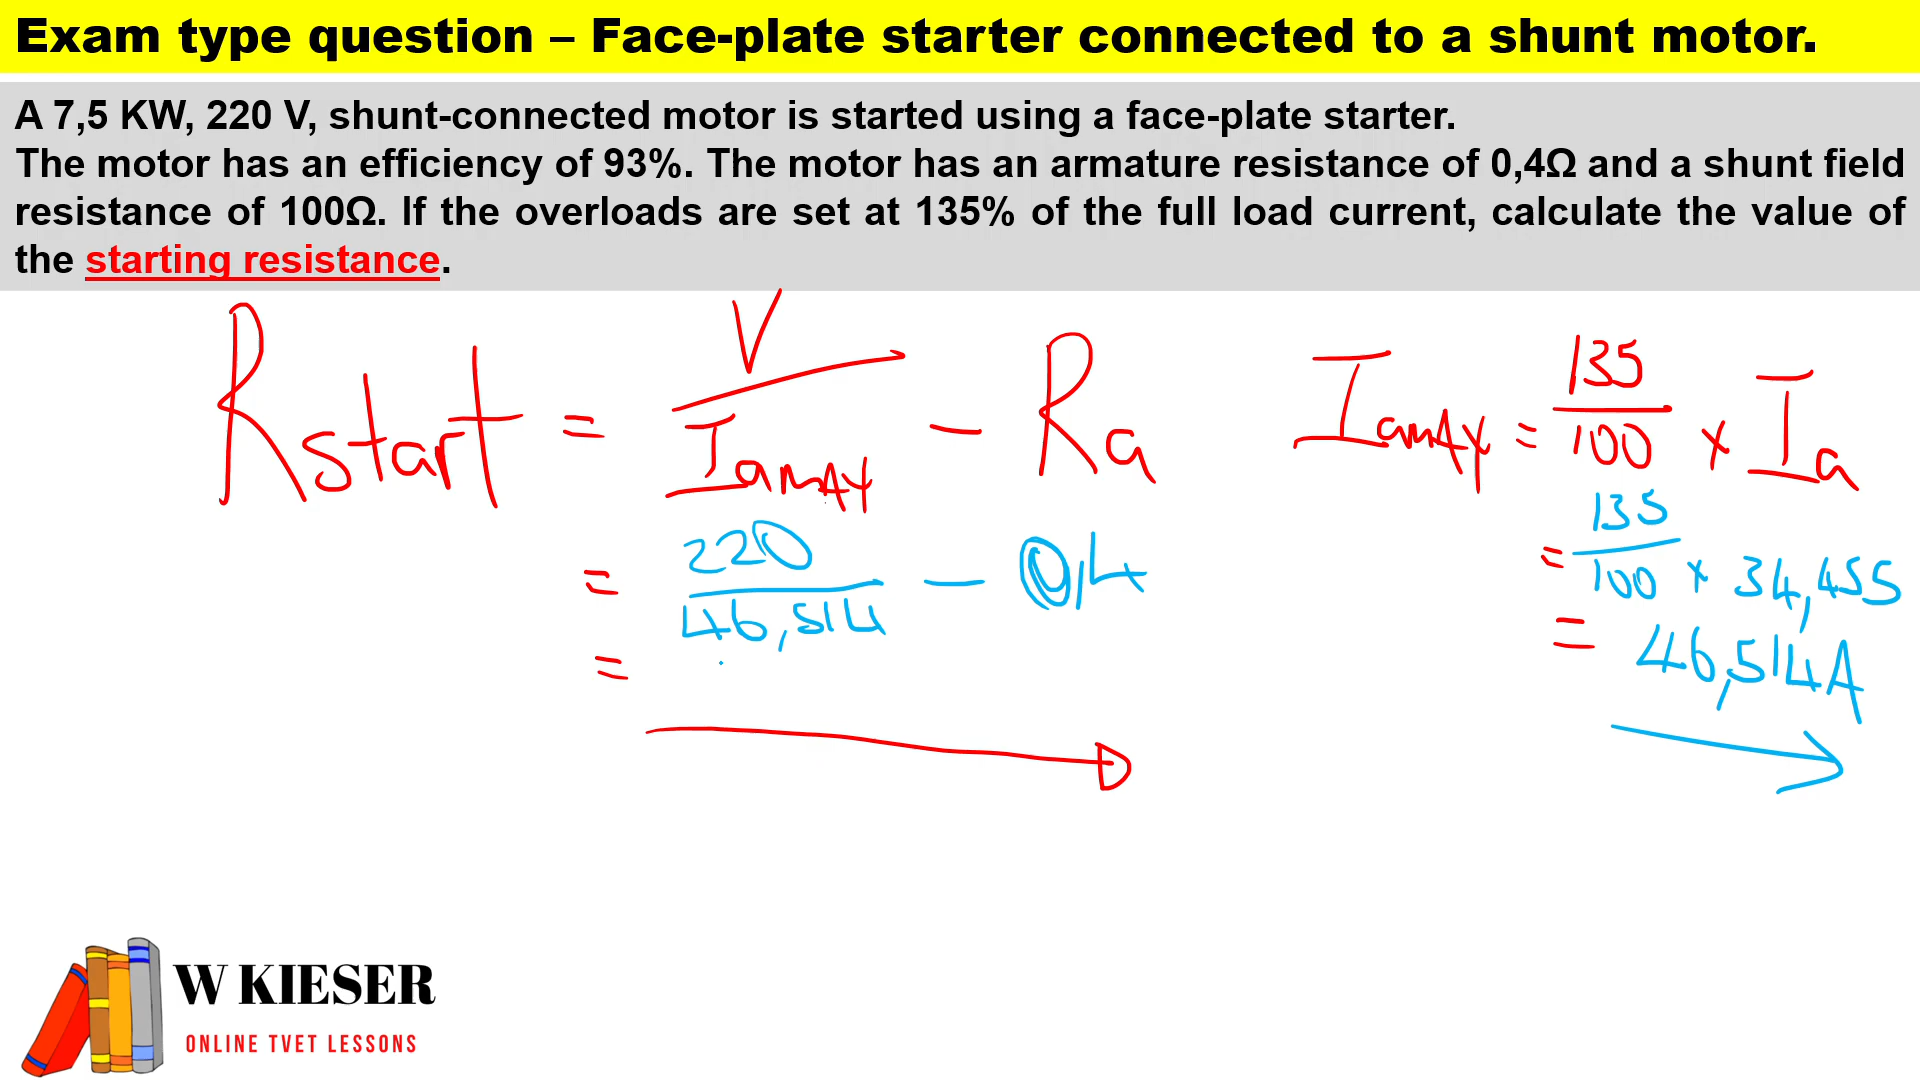 Exam type question – Face-plate starter connected to a shunt motor.
A 7,5 KW, 220 V, shunt-connected motor is started using a face-plate starter.
The motor has an efficiency of 93%. The motor has an armature resistance of 0,4Ω and a shunt field
resistance of 100Ω. If the overloads are set at 135% of the full load current, calculate the value of
the starting resistance.
Rstart = V / IamAx - Ra
= 220 / 46,514 - 0,4
=
IamAx = 135 / 100 x Ia
= 135 / 100 x 34,455
= 46,514A
W KIESER
ONLINE TVET LESSONS